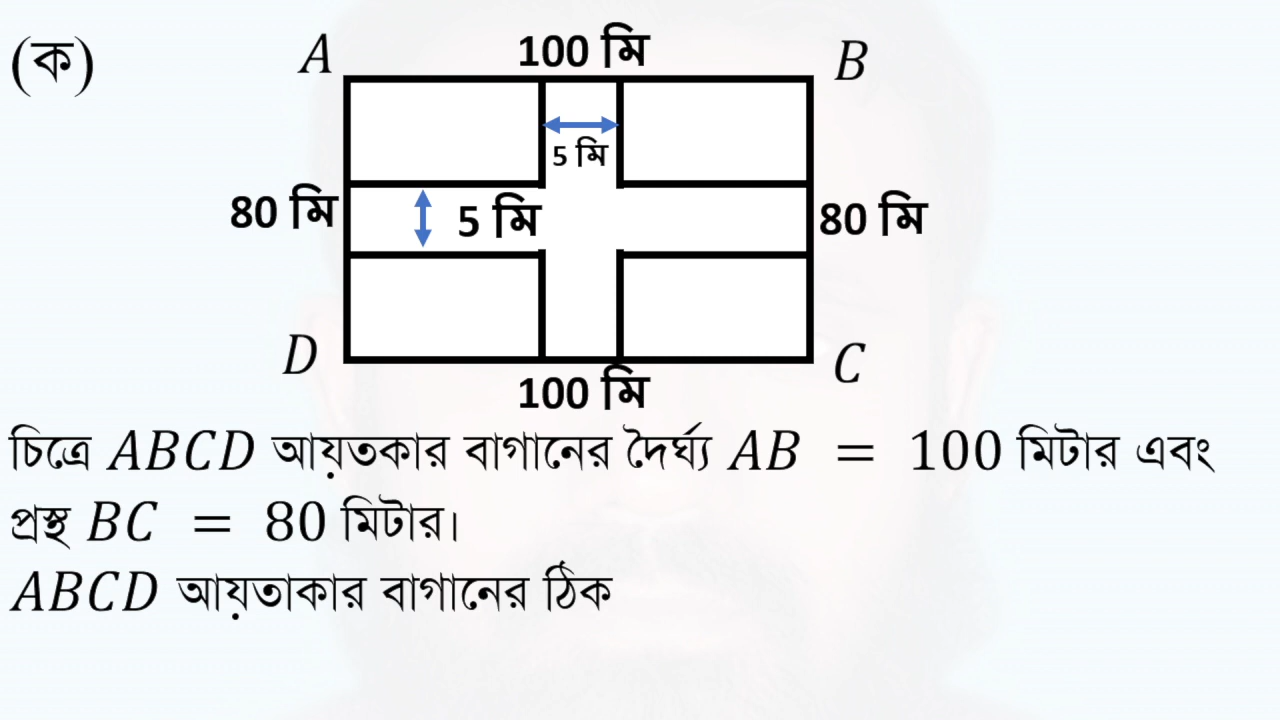 (ক)
A
100 মি
B
5 মি
80 মি
5 মি
80 মি
D
C
100 মি
চিত্রে ABCD আয়তকার বাগানের দৈর্ঘ্য AB = 100 মিটার এবং
প্রস্থ BC = 80 মিটার।
ABCD আয়তাকার বাগানের ঠিক